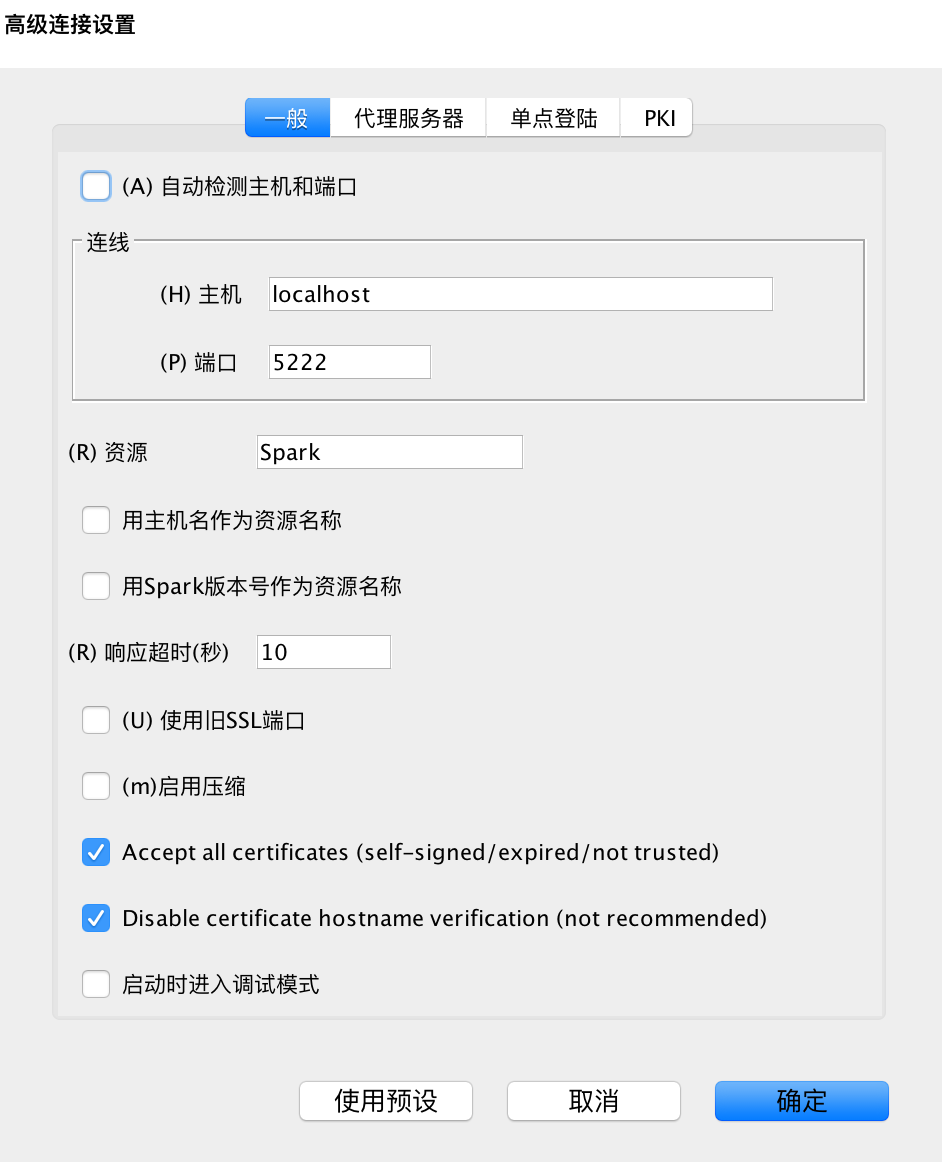 高级连接设置
一般 代理服务器 单点登陆 PKI
(A) 自动检测主机和端口
连线
(H) 主机 localhost
(P) 端口 5222
(R) 资源 Spark
用主机名作为资源名称
用Spark版本号作为资源名称
(R) 响应超时(秒) 10
(U) 使用旧SSL端口
(m)启用压缩
Accept all certificates (self-signed/expired/not trusted)
Disable certificate hostname verification (not recommended)
启动时进入调试模式
使用预设 取消 确定